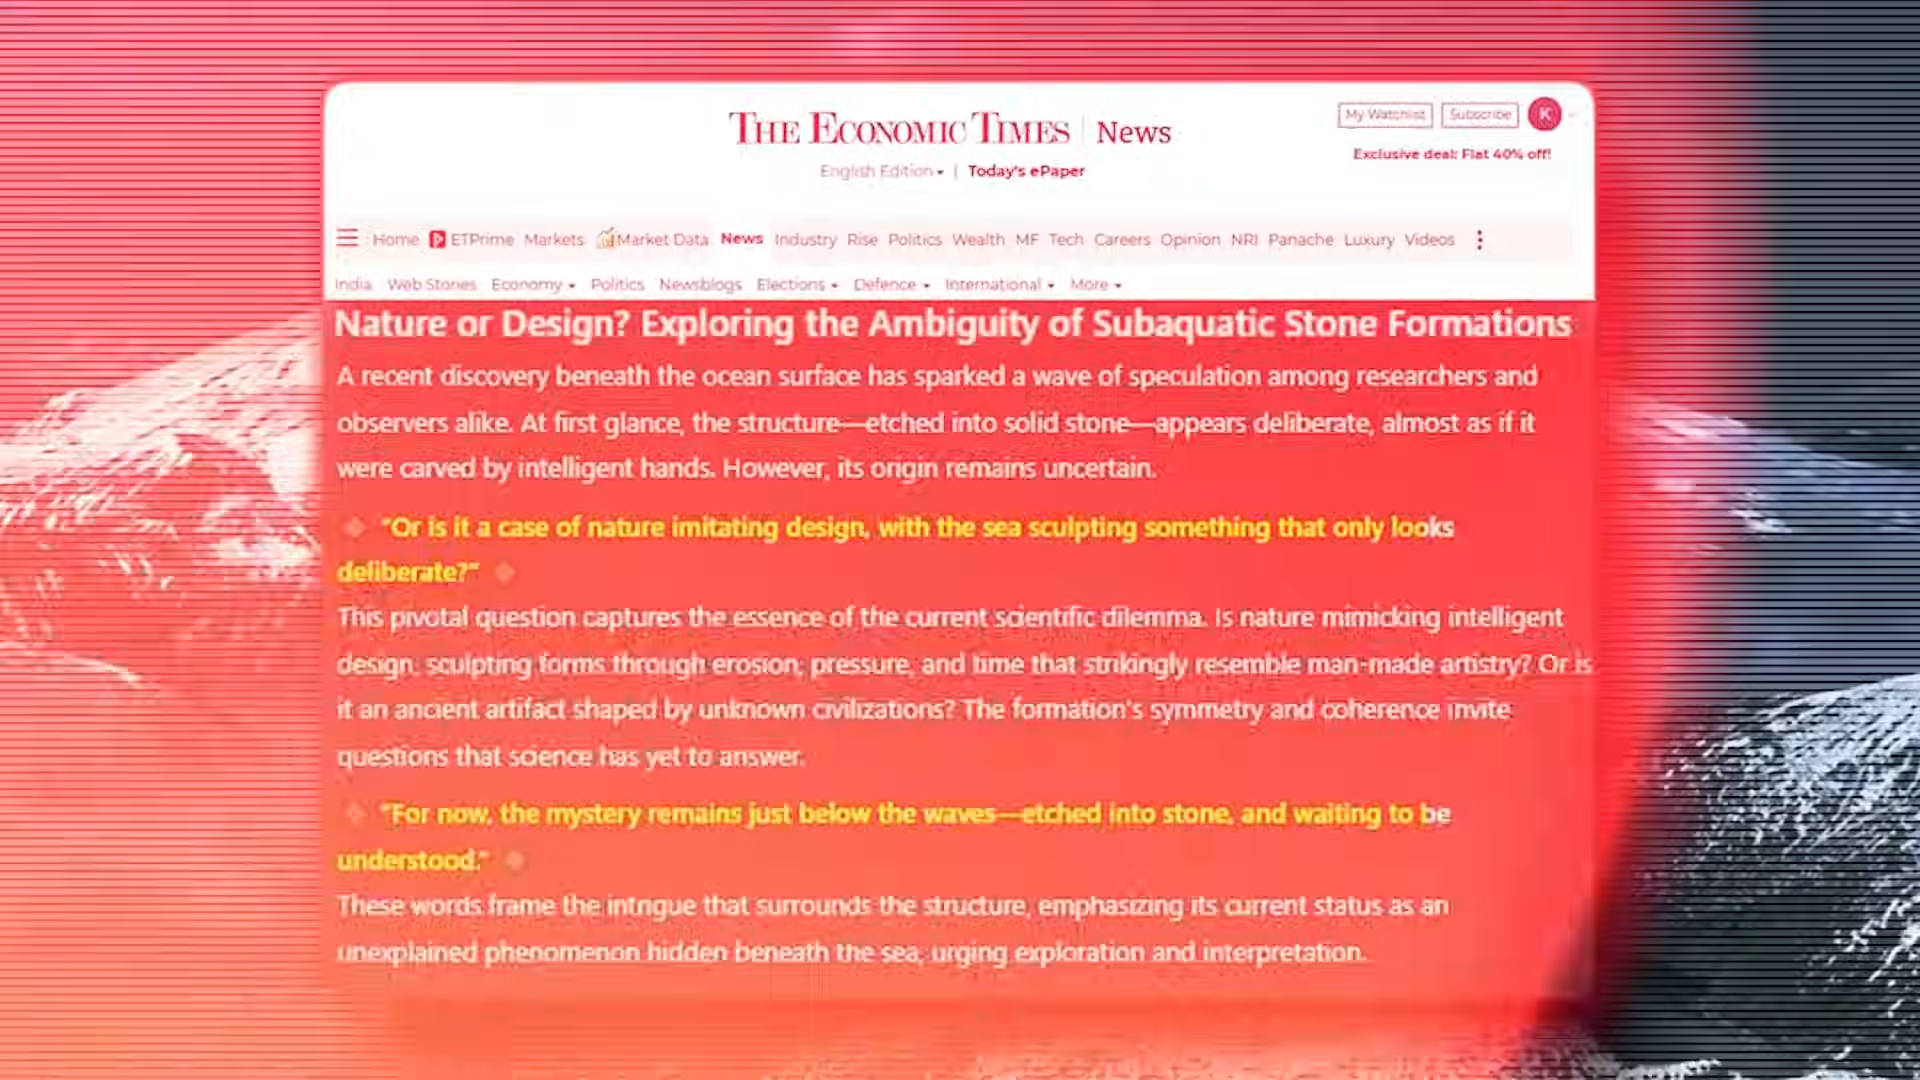 THE ECONOMIC TIMES | News
My Watchlist Subscribe K
Exclusive deal: Flat 40% off!
English Edition | Today's ePaper
Home ETPrime Markets Market Data News Industry Rise Politics Wealth MF Tech Careers Opinion NRI Panache Luxury Videos
India Web Stories Economy Politics Newsblogs Elections Defence International More
Nature or Design? Exploring the Ambiguity of Subaquatic Stone Formations
A recent discovery beneath the ocean surface has sparked a wave of speculation among researchers and
observers alike. At first glance, the structure—etched into solid stone—appears deliberate, almost as if it
were carved by intelligent hands. However, its origin remains uncertain.
"Or is it a case of nature imitating design, with the sea sculpting something that only looks
deliberate?"
This pivotal question captures the essence of the current scientific dilemma. Is nature mimicking intelligent
design, sculpting forms through erosion, pressure, and time that strikingly resemble man-made artistry? Or is
it an ancient artifact shaped by unknown civilizations? The formation's symmetry and coherence invite
questions that science has yet to answer.
"For now, the mystery remains just below the waves—etched into stone, and waiting to be
understood."
These words frame the intrigue that surrounds the structure, emphasizing its current status as an
unexplained phenomenon hidden beneath the sea, urging exploration and interpretation.